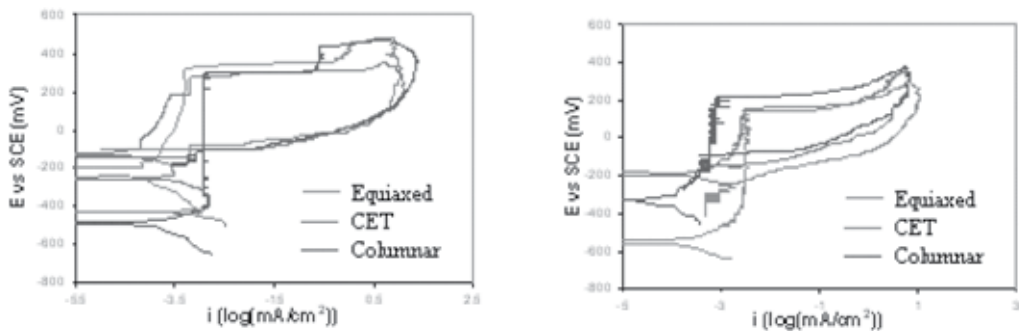 E vs SCE (mV)
600
400
200
0
-200
-400
-600
-800
-5.5
-3.5
-1.5
0.5
2.5
i (log(mA/cm²))
Equiaxed
CET
Columnar
E vs SCE (mV)
600
400
200
0
-200
-400
-600
-800
-5
-3
-1
1
3
i (log(mA/cm²))
Equiaxed
CET
Columnar